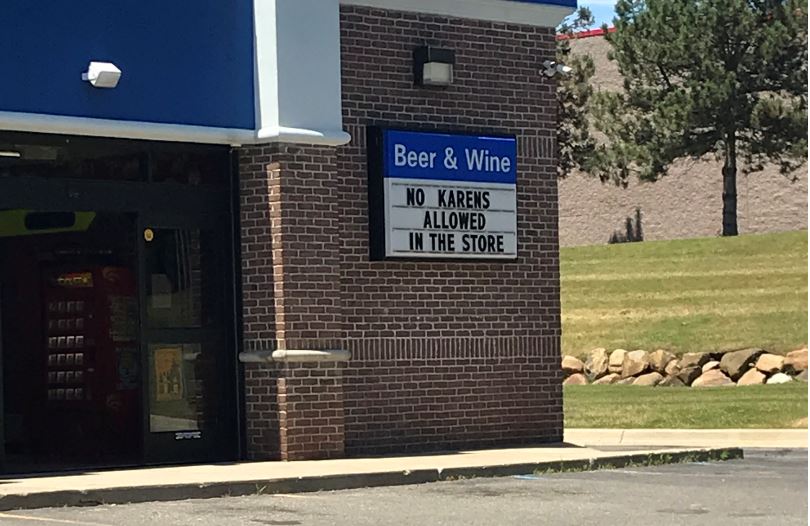 Beer & Wine
NO KARENS
ALLOWED
IN THE STORE